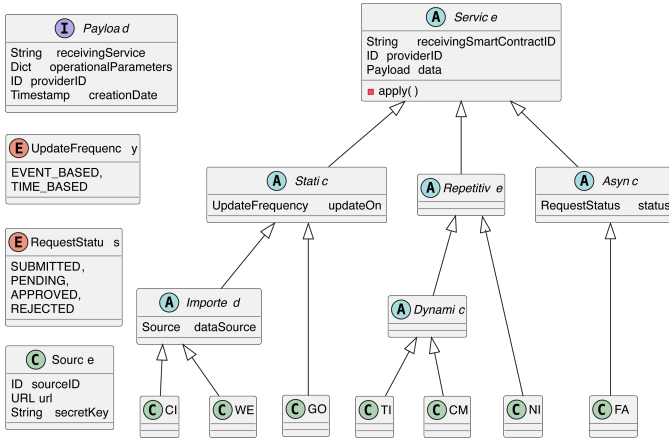 I Payload
String receivingService
Dict operationalParameters
ID providerID
Timestamp creationDate
E UpdateFrequency
EVENT_BASED,
TIME_BASED
E RequestStatus
SUBMITTED,
PENDING,
APPROVED,
REJECTED
C Source
ID sourceID
URL url
String secretKey
A Service
String receivingSmartContractID
ID providerID
Payload data
apply()
A Static
UpdateFrequency updateOn
A Repetitive
A Async
RequestStatus status
A Imported
Source dataSource
A Dynamic
C CI
C WE
C GO
C TI
C CM
C NI
C FA